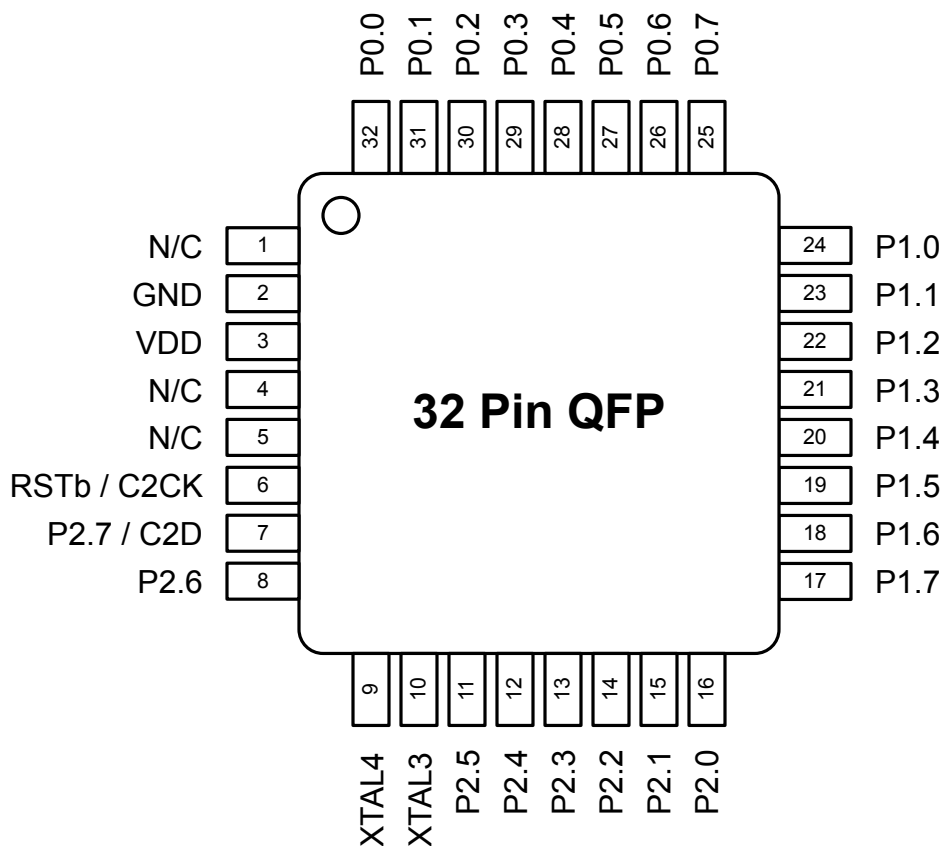 P0.0
P0.1
P0.2
P0.3
P0.4
P0.5
P0.6
P0.7
32
31
30
29
28
27
26
25
N/C 1
GND 2
VDD 3
N/C 4
N/C 5
RSTb / C2CK 6
P2.7 / C2D 7
P2.6 8
32 Pin QFP
24 P1.0
23 P1.1
22 P1.2
21 P1.3
20 P1.4
19 P1.5
18 P1.6
17 P1.7
9
10
11
12
13
14
15
16
XTAL4
XTAL3
P2.5
P2.4
P2.3
P2.2
P2.1
P2.0